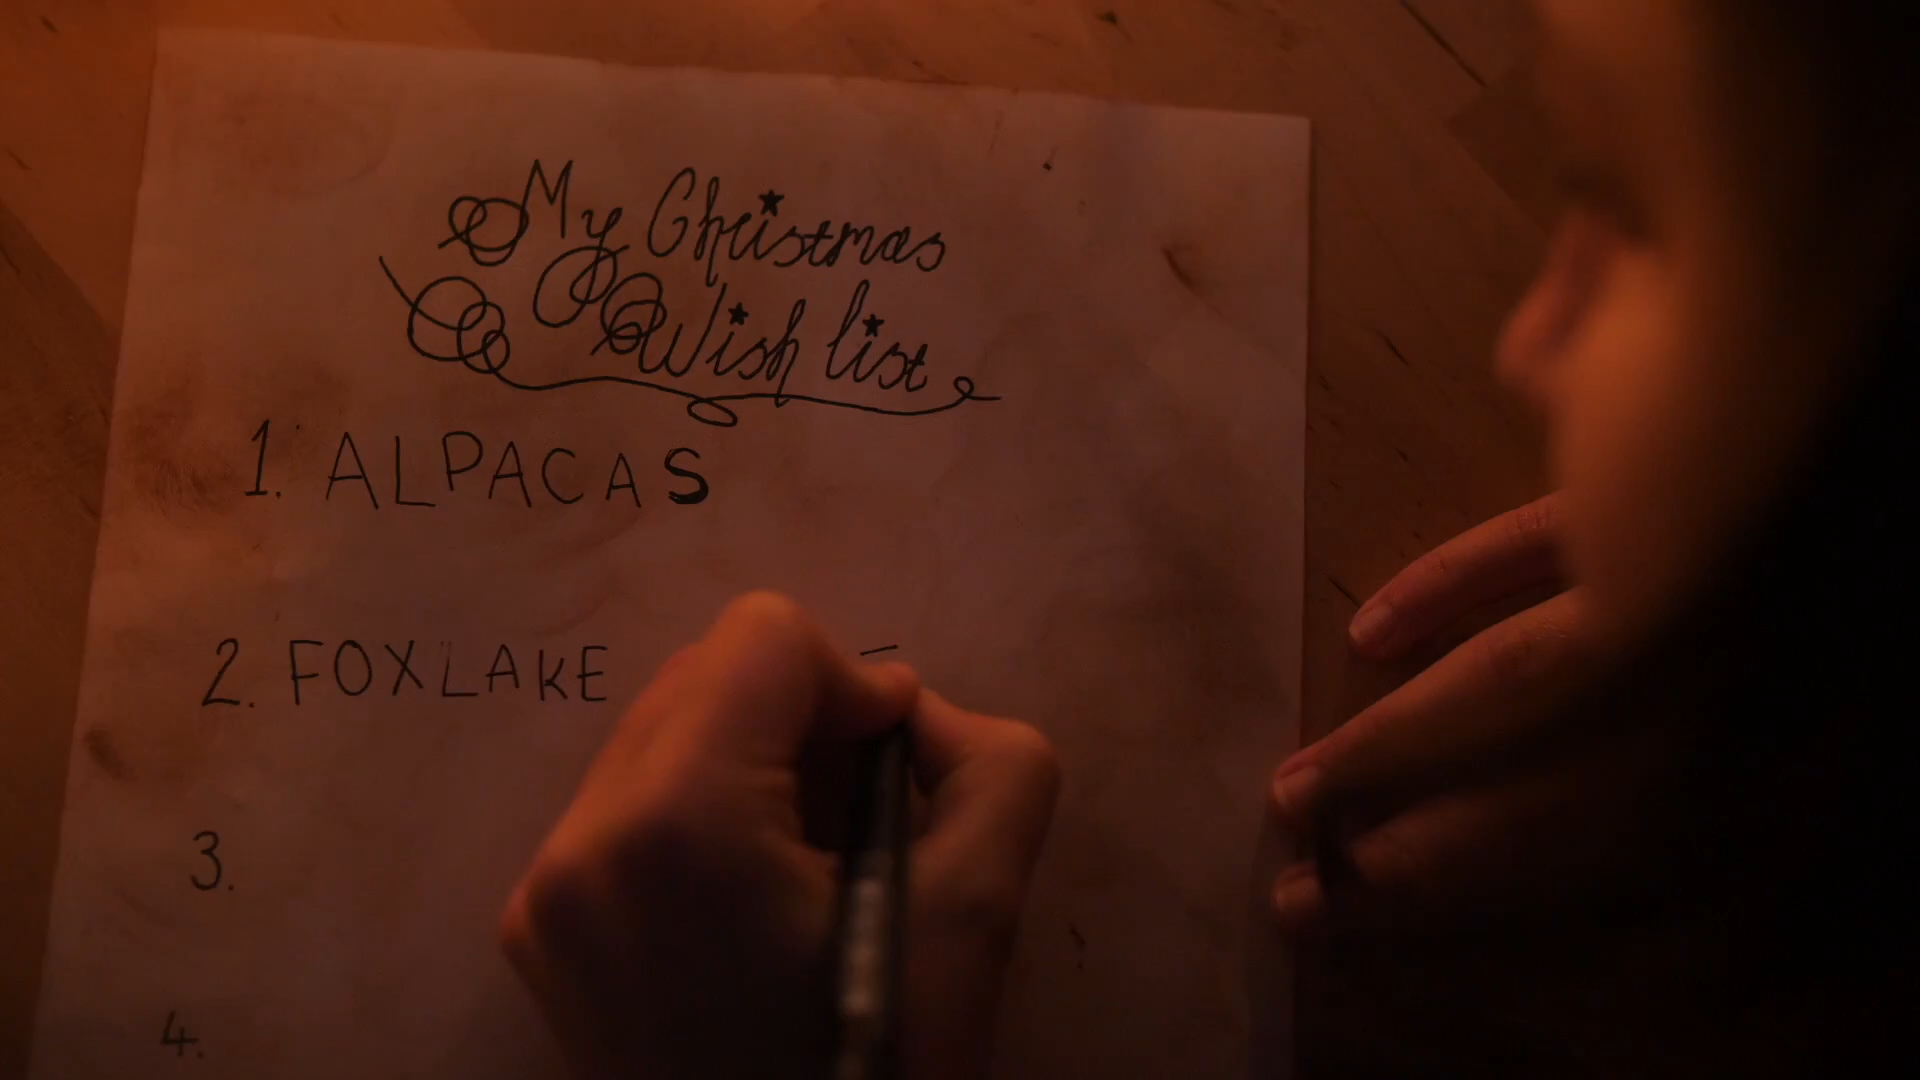 My Christmas
Wish list
1. ALPACAS
2. FOXLAKE
3.
4.